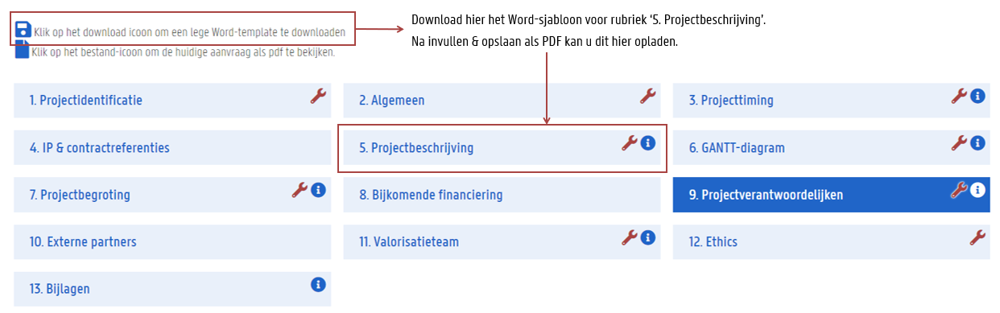 Download hier het Word-sjabloon voor rubriek ‘5. Projectbeschrijving’.
Klik op het download icoon om een lege Word-template te downloaden
Na invullen & opslaan als PDF kan u dit hier opladen.
Klik op het bestand-icoon om de huidige aanvraag als pdf te bekijken.
1. Projectidentificatie
2. Algemeen
3. Projecttiming
4. IP & contractreferenties
5. Projectbeschrijving
6. GANTT-diagram
7. Projectbegroting
8. Bijkomende financiering
9. Projectverantwoordelijken
10. Externe partners
11. Valorisatieteam
12. Ethics
13. Bijlagen